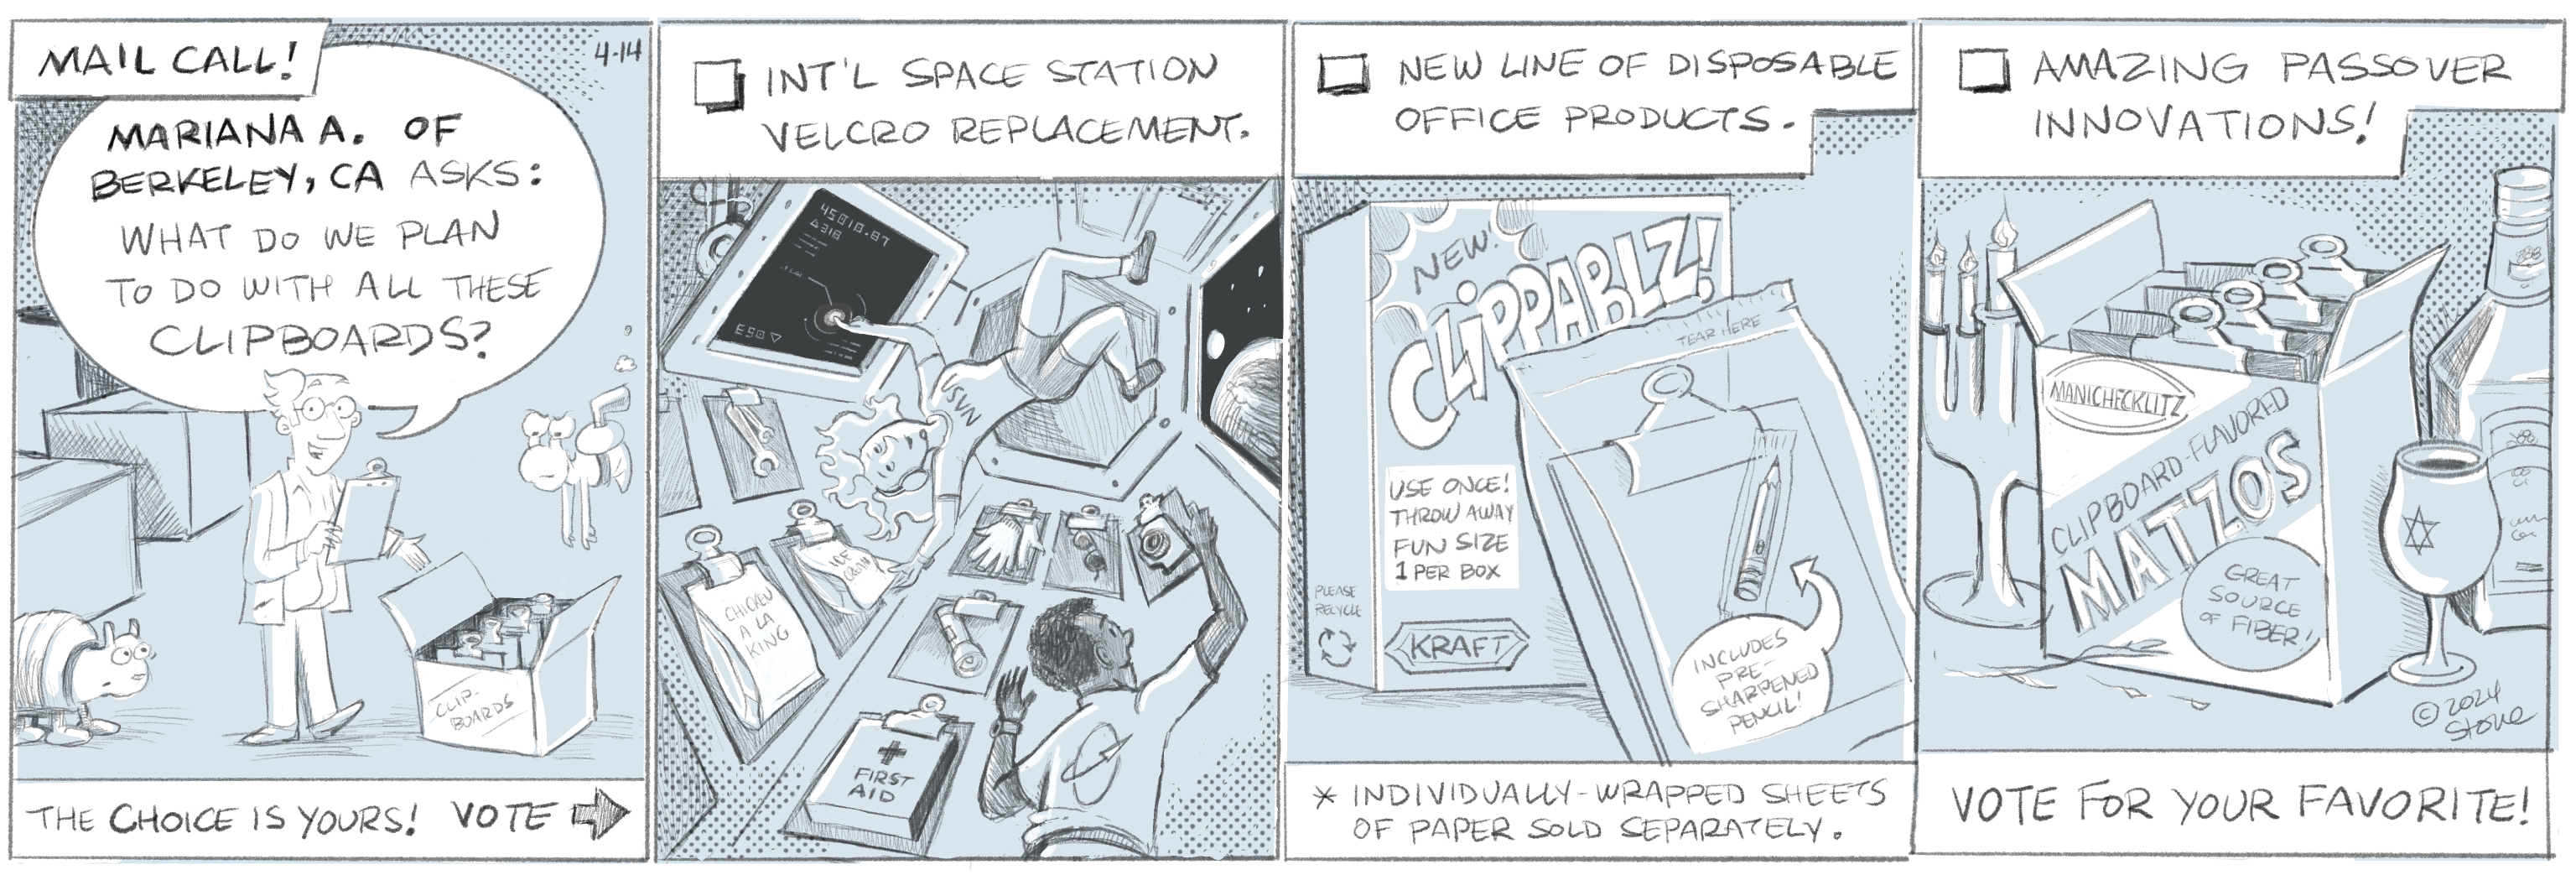 MAIL CALL!
4-14
MARIANA A. OF
BERKELEY, CA ASKS:
WHAT DO WE PLAN
TO DO WITH ALL THESE
CLIPBOARDS?
CLIP-
BOARDS
THE CHOICE IS YOURS! VOTE
INT'L SPACE STATION
VELCRO REPLACEMENT.
45010.87
Δ310
ICE
CREAM
CHICKEN
A LA
KING
FIRST
AID
NEW LINE OF DISPOSABLE
OFFICE PRODUCTS.
NEW!
CLIPPABLZ!
TEAR HERE
USE ONCE!
THROW AWAY
FUN SIZE
1 PER BOX
PLEASE
RECYCLE
KRAFT
INCLUDES
PRE-
SHARPENED
PENCIL!
* INDIVIDUALLY-WRAPPED SHEETS
OF PAPER SOLD SEPARATELY.
AMAZING PASSOVER
INNOVATIONS!
MANICHECKLITZ
CLIPBOARD-FLAVORED
MATZOS
GREAT
SOURCE
OF FIBER!
© 2024
Stone
VOTE FOR YOUR FAVORITE!